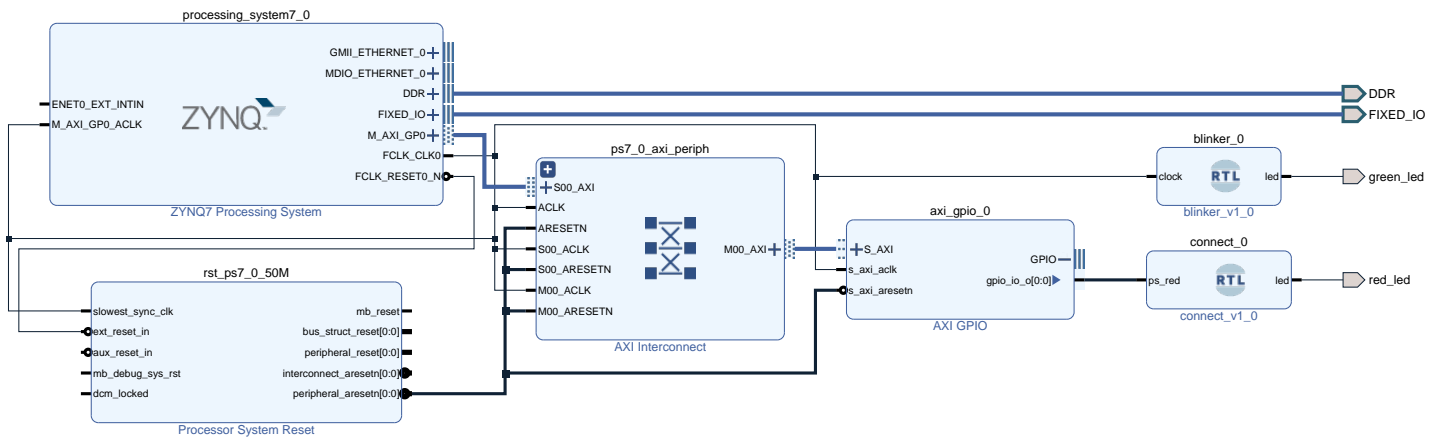 processing_system7_0
GMII_ETHERNET_0
MDIO_ETHERNET_0
DDR
FIXED_IO
M_AXI_GP0
FCLK_CLK0
FCLK_RESET0_N
ENET0_EXT_INTIN
M_AXI_GP0_ACLK
ZYNQ
ZYNQ7 Processing System
DDR
FIXED_IO
ps7_0_axi_periph
S00_AXI
ACLK
ARESETN
S00_ACLK
S00_ARESETN
M00_ACLK
M00_ARESETN
M00_AXI
AXI Interconnect
blinker_0
clock
RTL
led
blinker_v1_0
green_led
axi_gpio_0
S_AXI
s_axi_aclk
s_axi_aresetn
GPIO
gpio_io_o[0:0]
AXI GPIO
connect_0
ps_red
RTL
led
connect_v1_0
red_led
rst_ps7_0_50M
slowest_sync_clk
ext_reset_in
aux_reset_in
mb_debug_sys_rst
dcm_locked
mb_reset
bus_struct_reset[0:0]
peripheral_reset[0:0]
interconnect_aresetn[0:0]
peripheral_aresetn[0:0]
Processor System Reset